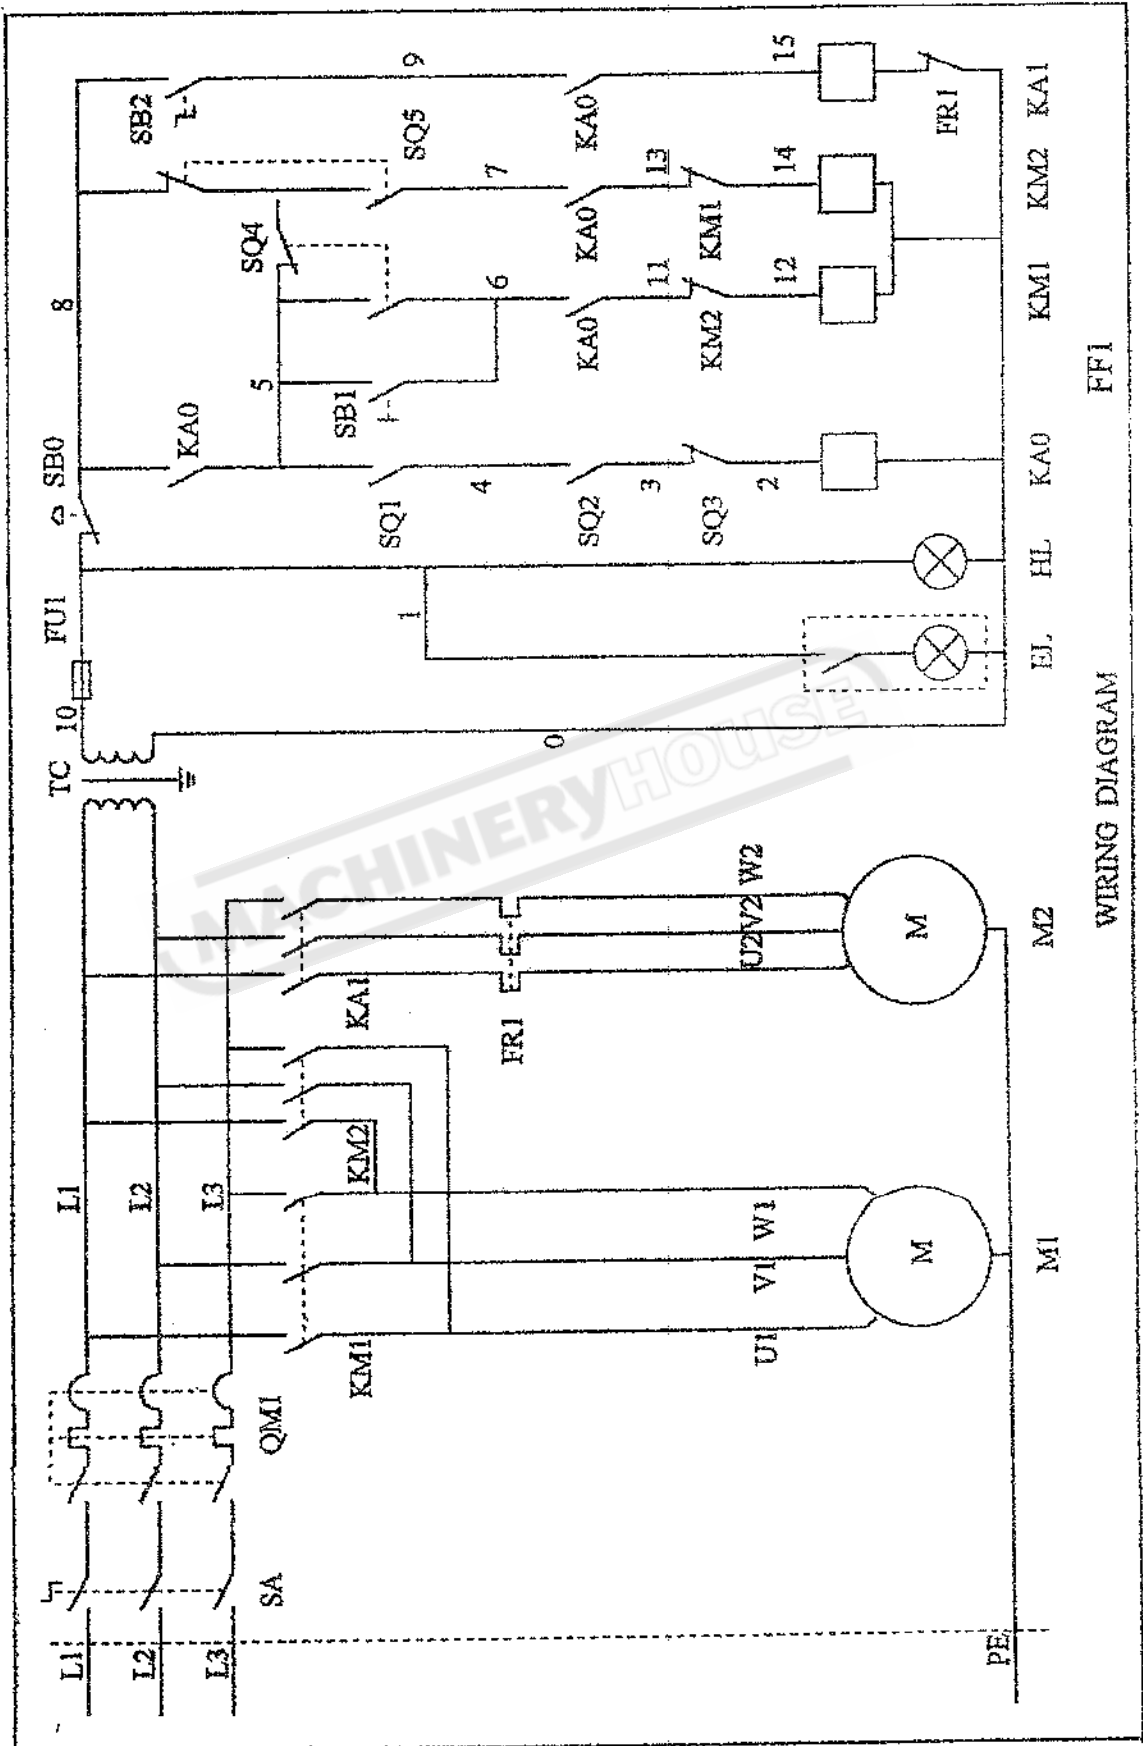 L1
L2
L3
PE
SA
QM1
L1
L2
L3
KM1
KM2
KA1
FR1
U1
V1
W1
U2
V2
W2
M
M
M1
M2
TC
10
FU1
SB0
8
0
1
KA0
5
SQ1
4
SQ2
3
SQ3
2
SB1
SQ4
6
KA0
11
KM2
12
SB2
SQ5
7
KA0
13
KM1
14
9
KA0
15
FR1
EL
HL
KA0
KM1
KM2
KA1
WIRING DIAGRAM
FF1
MACHINERYHOUSE